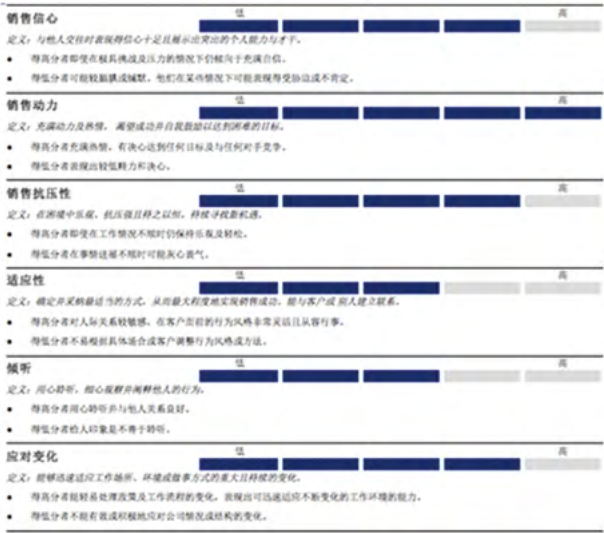 销售信心
低 高
定义：与他人交往时表现得信心十足且展示出突出的个人能力与才干。
• 得高分者即使在极具挑战及压力的情况下仍倾向于充满自信。
• 得低分者可能较腼腆或缄默，他们在某些情况下可能表现得受胁迫或不肯定。
销售动力
低 高
定义：充满动力及热情，渴望成功并自我鼓励以达到困难的目标。
• 得高分者充满热情，有决心达到任何目标及与任何对手竞争。
• 得低分者表现出较低精力和决心。
销售抗压性
低 高
定义：在困境中乐观、抗压强且持之以恒，持续寻找新机遇。
• 得高分者即使在工作情况不顺时仍保持乐观及轻松。
• 得低分者在事情进展不顺时可能灰心丧气。
适应性
低 高
定义：确定并采纳最适当的方式，从而最大程度地实现销售成功，能与客户或 别人建立联系。
• 得高分者对人际关系较敏感，在客户面前的行为风格非常灵活且从容行事。
• 得低分者不易根据具体场合或客户调整行为风格或方法。
倾听
低 高
定义：用心聆听，细心观察并阐释他人的行为。
• 得高分者用心聆听并与他人关系良好。
• 得低分者给人印象是不善于聆听。
应对变化
低 高
定义：能够迅速适应工作场所、环境或做事方式的重大且持续的变化。
• 得高分者能轻易处理政策及工作流程的变化，表现出可迅速适应不断变化的工作环境的能力。
• 得低分者不能有效或积极地应对公司情况或结构的变化。